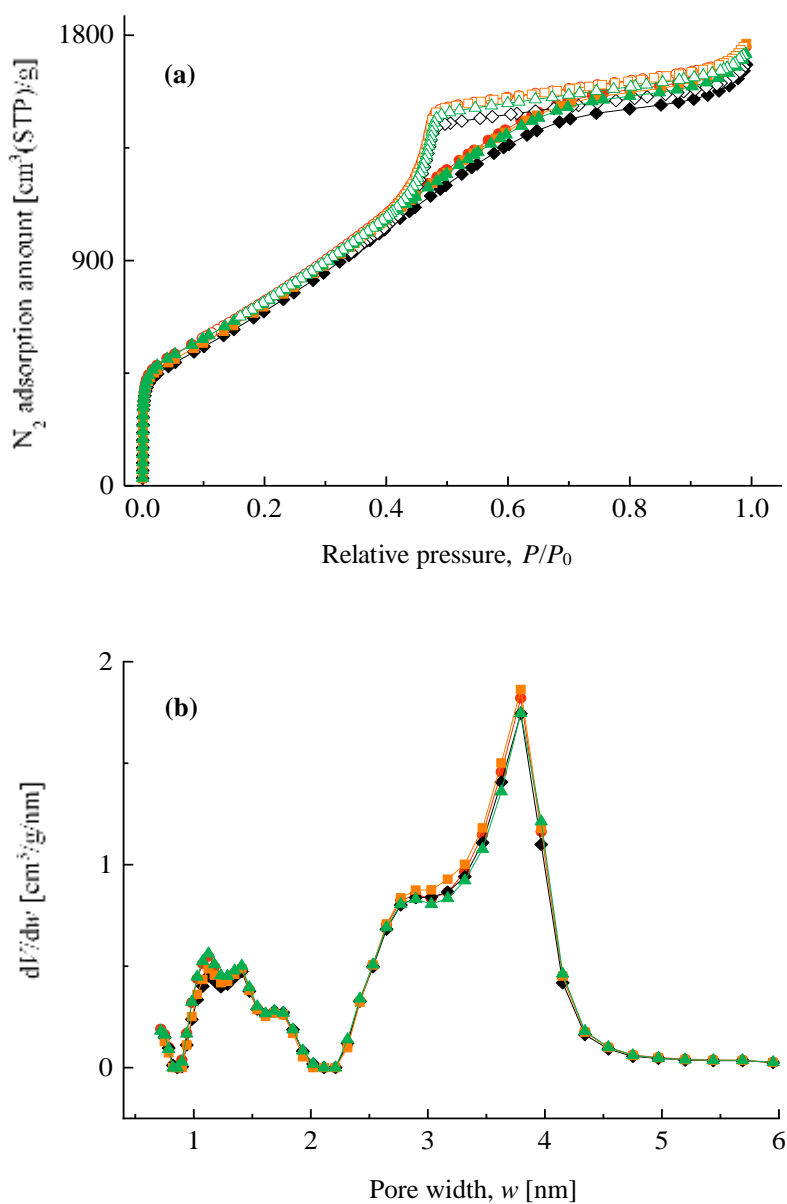 (a)
N₂ adsorption amount [cm³(STP)/g]
1800
900
0
0.0 0.2 0.4 0.6 0.8 1.0
Relative pressure, P/P₀
(b)
dV/dw [cm³/g/nm]
2
1
0
1 2 3 4 5 6
Pore width, w [nm]